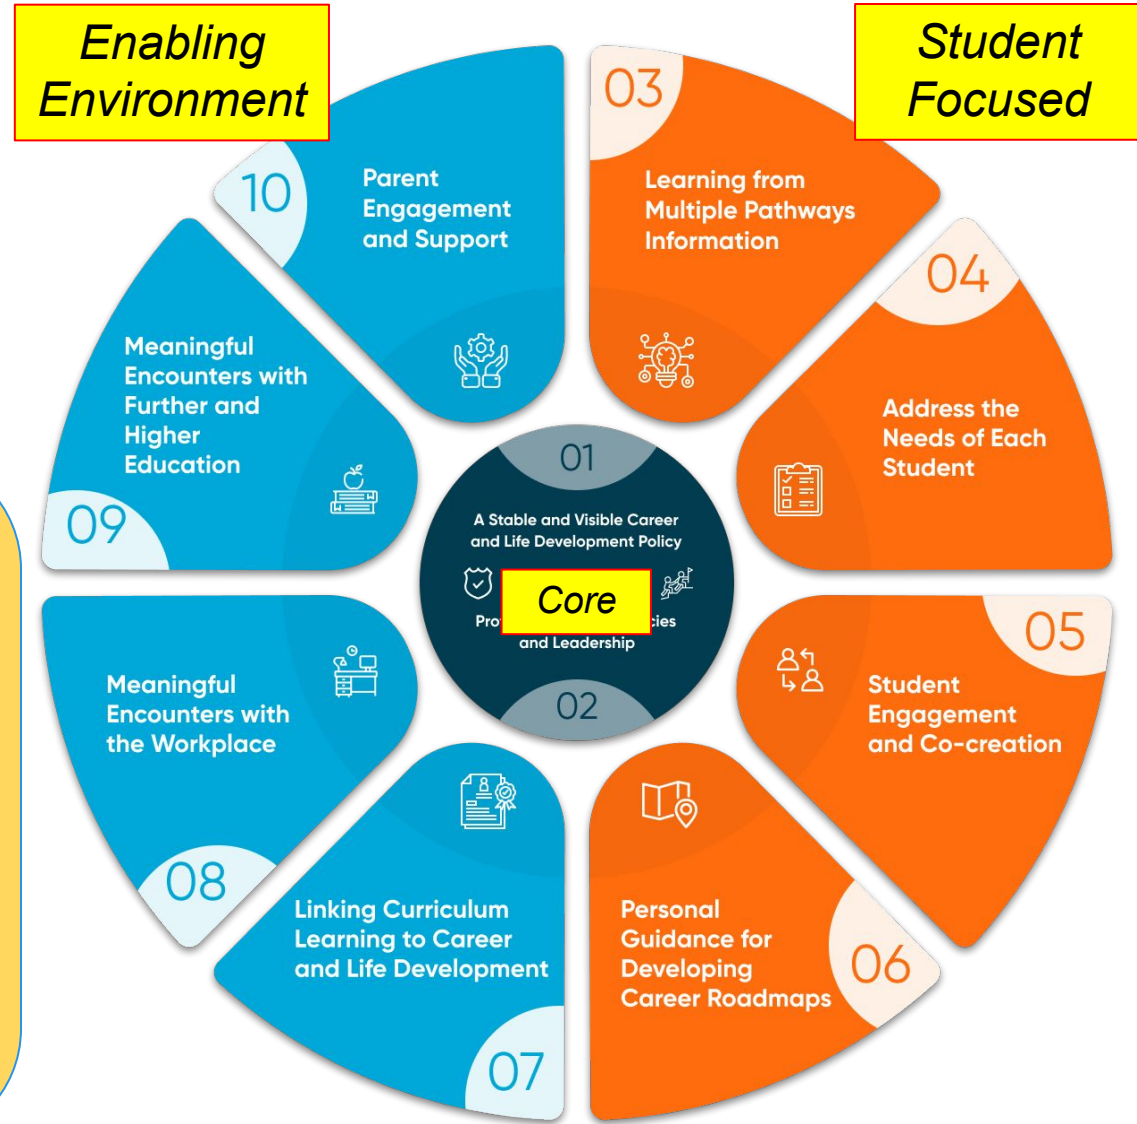 Enabling
Environment
Student
Focused
10
Parent
Engagement
and Support
03
Learning from
Multiple Pathways
Information
04
Address the
Needs of Each
Student
Meaningful
Encounters with
Further and
Higher
Education
09
01
A Stable and Visible Career
and Life Development Policy
Core
and Leadership
02
05
Student
Engagement
and Co-creation
Meaningful
Encounters with
the Workplace
08
Linking Curriculum
Learning to Career
and Life Development
07
Personal
Guidance for
Developing
Career Roadmaps
06